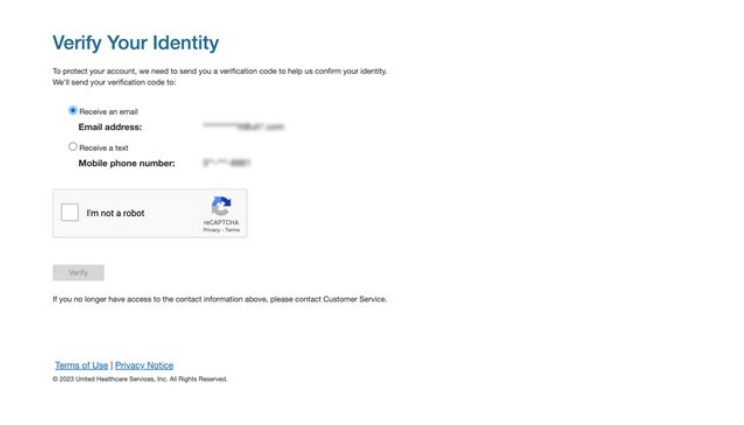 Verify Your Identity
To protect your account, we need to send you a verification code to help us confirm your identity.
We'll send your verification code to:
Receive an email
Email address:
Receive a text
Mobile phone number:
I'm not a robot
reCAPTCHA
Privacy - Terms
Verify
If you no longer have access to the contact information above, please contact Customer Service.
Terms of Use | Privacy Notice
© 2023 United Healthcare Services, Inc. All Rights Reserved.